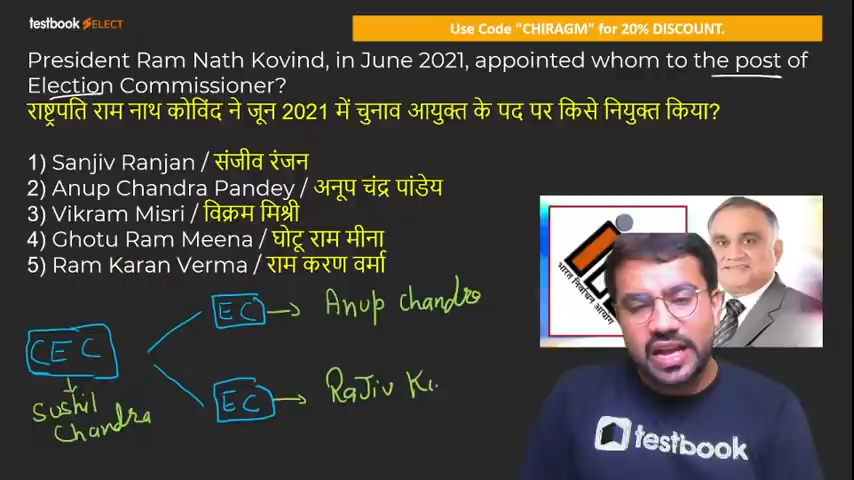 testbook SELECT
Use Code "CHIRAGM" for 20% DISCOUNT.
President Ram Nath Kovind, in June 2021, appointed whom to the post of
Election Commissioner?
राष्ट्रपति राम नाथ कोविंद ने जून 2021 में चुनाव आयुक्त के पद पर किसे नियुक्त किया?
1) Sanjiv Ranjan / संजीव रंजन
2) Anup Chandra Pandey / अनूप चंद्र पांडेय
3) Vikram Misri / विक्रम मिश्री
4) Ghotu Ram Meena / घोटू राम मीना
5) Ram Karan Verma / राम करण वर्मा
EC → Anup Chandra
CEC
EC → Rajiv
Sushil
Chandra
भारत निर्वाचन आयोग
testbook